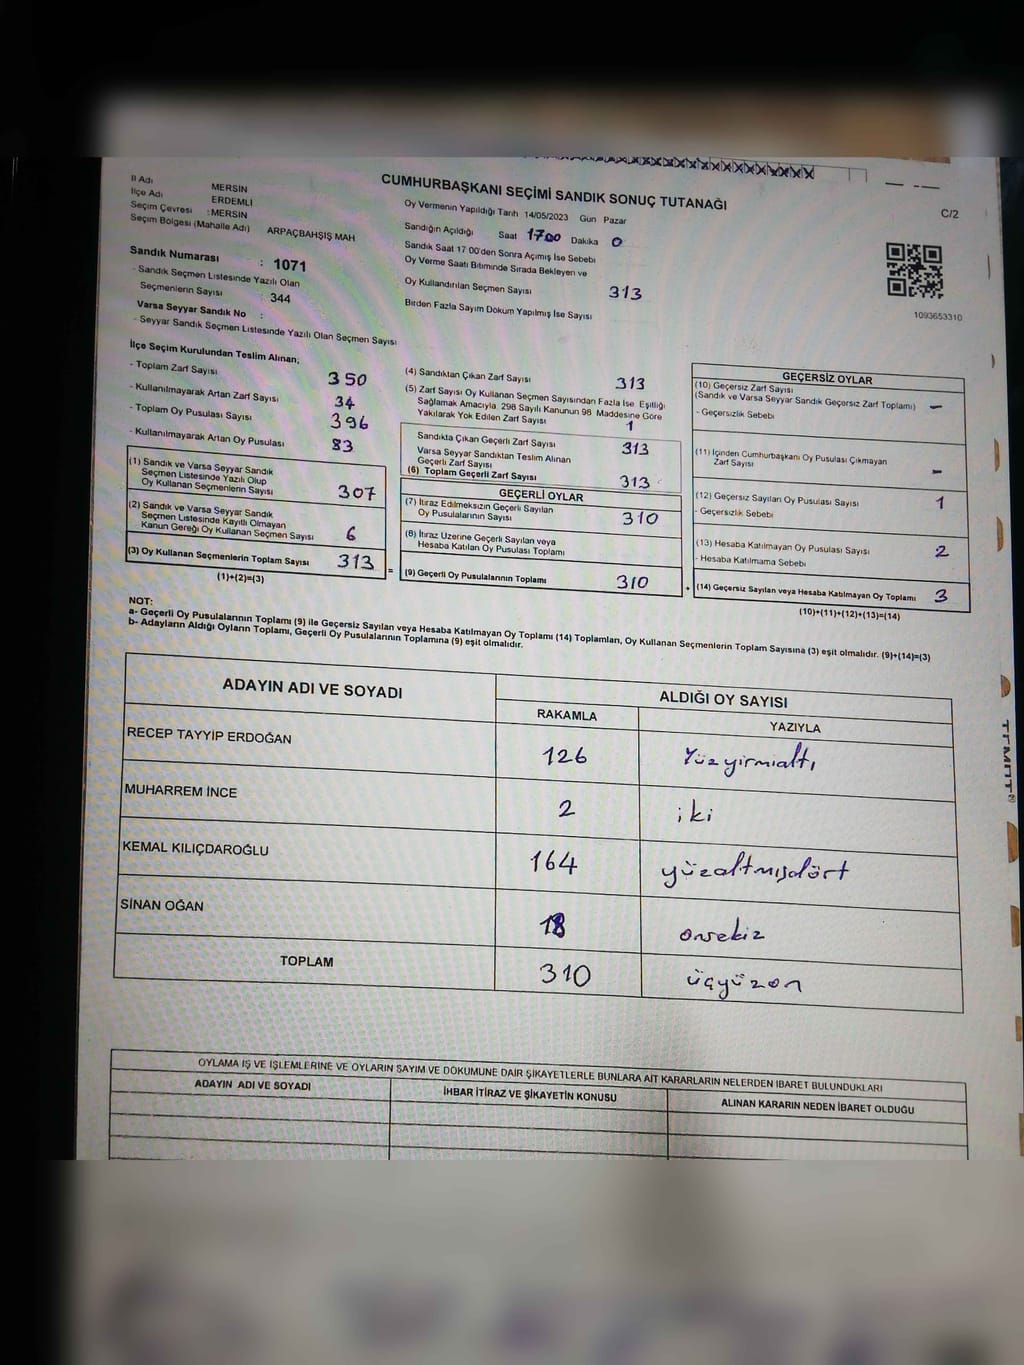 CUMHURBAŞKANI SEÇİMİ SANDIK SONUÇ TUTANAĞI
C/2
İl Adı MERSİN
İlçe Adı ERDEMLİ
Seçim Çevresi : MERSİN
Seçim Bölgesi (Mahalle Adı) ARPAÇBAHŞİŞ MAH
Sandık Numarası : 1071
- Sandık Seçmen Listesinde Yazılı Olan
Seçmenlerin Sayısı : 344
Varsa Seyyar Sandık No :
- Seyyar Sandık Seçmen Listesinde Yazılı Olan Seçmen Sayısı
Oy Vermenin Yapıldığı Tarih 14/05/2023 Gün Pazar
Sandığın Açıldığı Saat 1700 Dakika 0
Sandık Saat 17 00'den Sonra Açımış İse Sebebi
Oy Verme Saati Bitiminde Sırada Bekleyen ve
Oy Kullandırılan Seçmen Sayısı 313
Birden Fazla Sayım Döküm Yapılmış İse Sayısı
1093653310
İlçe Seçim Kurulundan Teslim Alınan;
- Toplam Zarf Sayısı 350
- Kullanılmayarak Artan Zarf Sayısı 34
- Toplam Oy Pusulası Sayısı 396
- Kullanılmayarak Artan Oy Pusulası 83
(1) Sandık ve Varsa Seyyar Sandık
Seçmen Listesinde Yazılı Olup
Oy Kullanan Seçmenlerin Sayısı 307
(2) Sandık ve Varsa Seyyar Sandık
Seçmen Listesinde Kayıtlı Olmayan
Kanun Gereği Oy Kullanan Seçmen Sayısı 6
(3) Oy Kullanan Seçmenlerin Toplam Sayısı 313
(1)+(2)=(3)
(4) Sandıktan Çıkan Zarf Sayısı 313
(5) Zarf Sayısı Oy Kullanan Seçmen Sayısından Fazla İse Eşitliği
Sağlamak Amacıyla 298 Sayılı Kanunun 98 Maddesine Göre
Yakılarak Yok Edilen Zarf Sayısı 1
Sandıkta Çıkan Geçerli Zarf Sayısı 313
Varsa Seyyar Sandıktan Teslim Alınan
Geçerli Zarf Sayısı
(6) Toplam Geçerli Zarf Sayısı 313
GEÇERLİ OYLAR
(7) İtiraz Edilmeksizin Geçerli Sayılan
Oy Pusulalarının Sayısı 310
(8) İtiraz Üzerine Geçerli Sayılan veya
Hesaba Katılan Oy Pusulası Toplamı
= (9) Geçerli Oy Pusulalarının Toplamı 310
GEÇERSİZ OYLAR
(10) Geçersiz Zarf Sayısı
(Sandık ve Varsa Seyyar Sandık Geçersiz Zarf Toplamı) -
- Geçersizlik Sebebi
(11) İçinden Cumhurbaşkanı Oy Pusulası Çıkmayan
Zarf Sayısı -
(12) Geçersiz Sayılan Oy Pusulası Sayısı 1
- Geçersizlik Sebebi
(13) Hesaba Katılmayan Oy Pusulası Sayısı 2
- Hesaba Katılmama Sebebi
+ (14) Geçersiz Sayılan veya Hesaba Katılmayan Oy Toplamı 3
(10)+(11)+(12)+(13)=(14)
NOT:
a- Geçerli Oy Pusulalarının Toplamı (9) ile Geçersiz Sayılan veya Hesaba Katılmayan Oy Toplamı (14) Toplamları, Oy Kullanan Seçmenlerin Toplam Sayısına (3) eşit olmalıdır. (9)+(14)=(3)
b- Adayların Aldığı Oyların Toplamı, Geçerli Oy Pusulalarının Toplamına (9) eşit olmalıdır.
ADAYIN ADI VE SOYADI ALDIĞI OY SAYISI
RAKAMLA YAZIYLA
RECEP TAYYİP ERDOĞAN 126 Yüzyirmialtı
MUHARREM İNCE 2 iki
KEMAL KILIÇDAROĞLU 164 yüzaltmışdört
SİNAN OĞAN 18 onsekiz
TOPLAM 310 üçyüzon
OYLAMA İŞ VE İŞLEMLERİNE VE OYLARIN SAYIM VE DÖKÜMÜNE DAİR ŞİKAYETLERLE BUNLARA AİT KARARLARIN NELERDEN İBARET BULUNDUKLARI
ADAYIN ADI VE SOYADI İHBAR İTİRAZ VE ŞİKAYETİN KONUSU ALINAN KARARIN NEDEN İBARET OLDUĞU